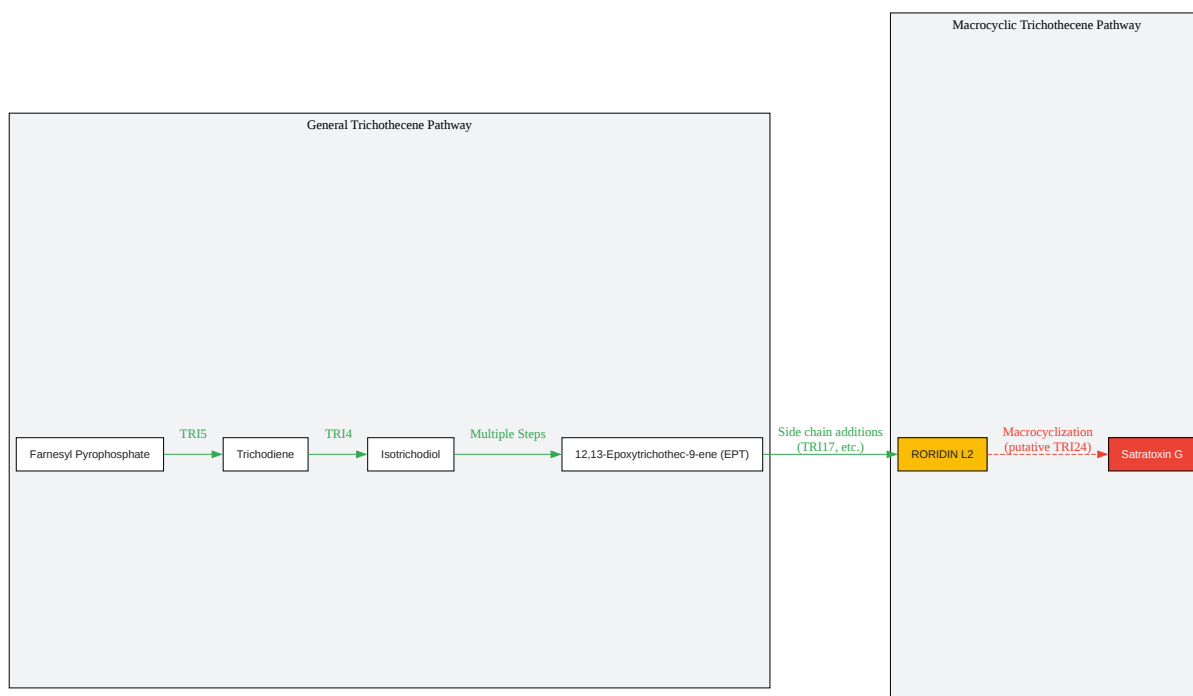 Macrocyclic Trichothecene Pathway
General Trichothecene Pathway
Farnesyl Pyrophosphate
TRI5
Trichodiene
TRI4
Isotrichodiol
Multiple Steps
12,13-Epoxytrichothec-9-ene (EPT)
Side chain additions
(TRI17, etc.)
RORIDIN L2
Macrocyclization
(putative TRI24)
Satratoxin G